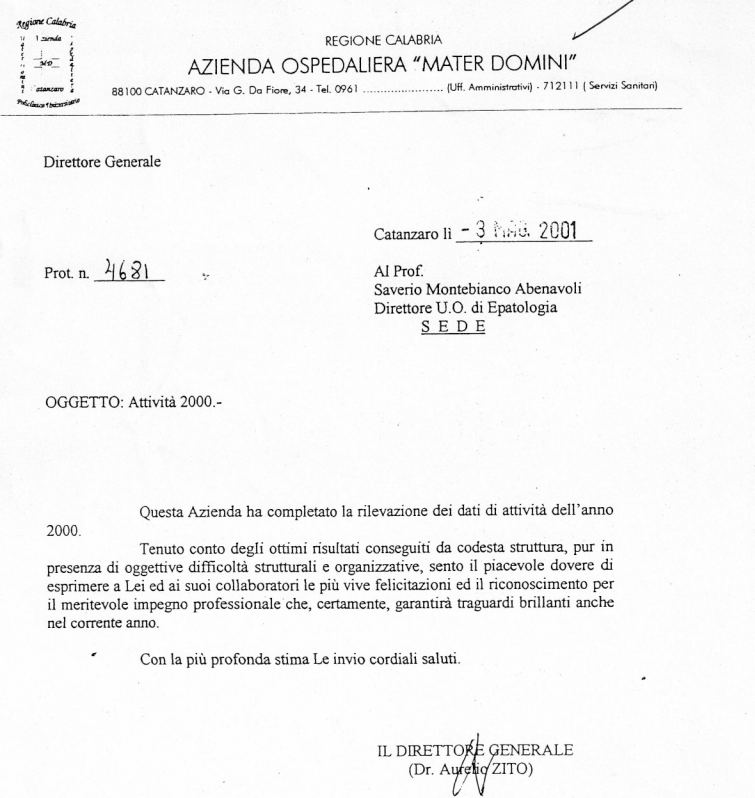 Regione Calabria
Azienda
MD
Catanzaro
Policlinico Universitario
REGIONE CALABRIA
AZIENDA OSPEDALIERA "MATER DOMINI"
88100 CATANZARO - Via G. Da Fiore, 34 - Tel. 0961 ....................... (Uff. Amministrativi) - 712111 ( Servizi Sanitari)
Direttore Generale
Catanzaro lì - 3 MAG. 2001
Prot. n. 4681
Al Prof.
Saverio Montebianco Abenavoli
Direttore U.O. di Epatologia
S E D E
OGGETTO: Attività 2000.-
Questa Azienda ha completato la rilevazione dei dati di attività dell'anno
2000.
Tenuto conto degli ottimi risultati conseguiti da codesta struttura, pur in
presenza di oggettive difficoltà strutturali e organizzative, sento il piacevole dovere di
esprimere a Lei ed ai suoi collaboratori le più vive felicitazioni ed il riconoscimento per
il meritevole impegno professionale che, certamente, garantirà traguardi brillanti anche
nel corrente anno.
Con la più profonda stima Le invio cordiali saluti.
IL DIRETTORE GENERALE
(Dr. Aurelio ZITO)